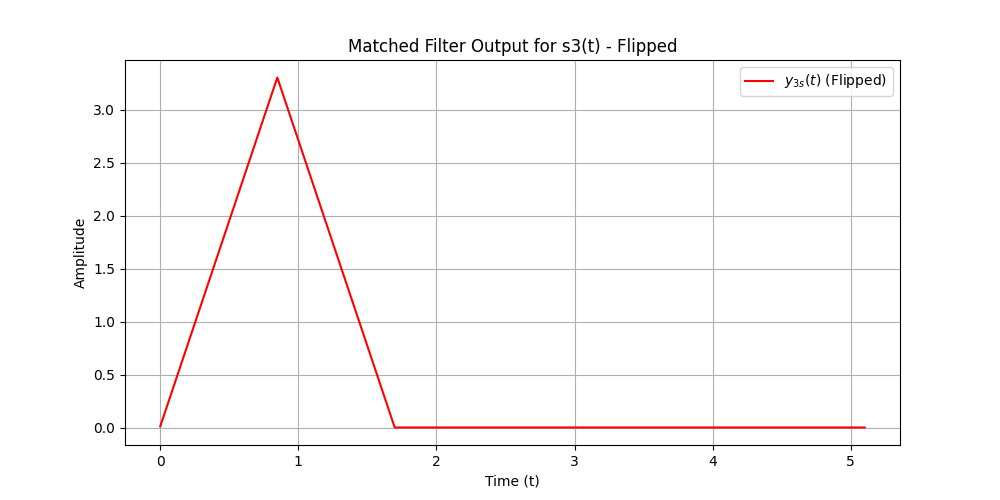 Matched Filter Output for s3(t) - Flipped
y₃ₛ(t) (Flipped)
3.0
2.5
2.0
1.5
1.0
0.5
0.0
Amplitude
0 1 2 3 4 5
Time (t)